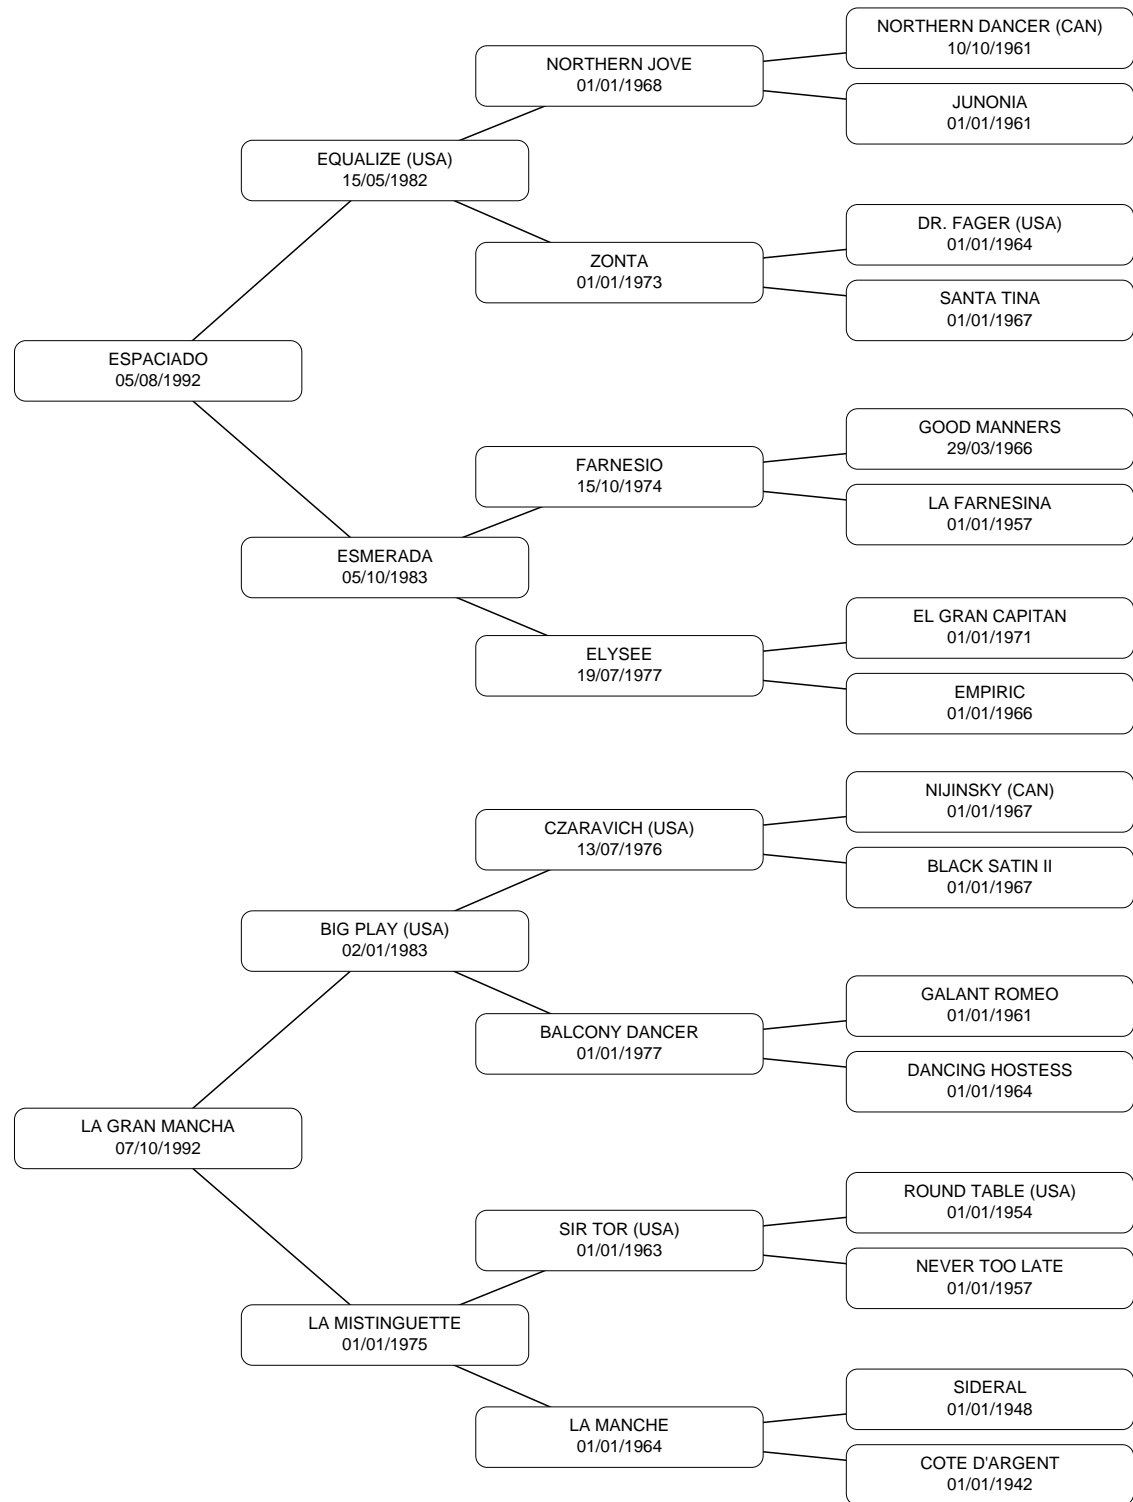 NORTHERN DANCER (CAN)
10/10/1961
NORTHERN JOVE
01/01/1968
JUNONIA
01/01/1961
EQUALIZE (USA)
15/05/1982
DR. FAGER (USA)
01/01/1964
ZONTA
01/01/1973
SANTA TINA
01/01/1967
ESPACIADO
05/08/1992
GOOD MANNERS
29/03/1966
FARNESIO
15/10/1974
LA FARNESINA
01/01/1957
ESMERADA
05/10/1983
EL GRAN CAPITAN
01/01/1971
ELYSEE
19/07/1977
EMPIRIC
01/01/1966
NIJINSKY (CAN)
01/01/1967
CZARAVICH (USA)
13/07/1976
BLACK SATIN II
01/01/1967
BIG PLAY (USA)
02/01/1983
GALANT ROMEO
01/01/1961
BALCONY DANCER
01/01/1977
DANCING HOSTESS
01/01/1964
LA GRAN MANCHA
07/10/1992
ROUND TABLE (USA)
01/01/1954
SIR TOR (USA)
01/01/1963
NEVER TOO LATE
01/01/1957
LA MISTINGUETTE
01/01/1975
SIDERAL
01/01/1948
LA MANCHE
01/01/1964
COTE D'ARGENT
01/01/1942